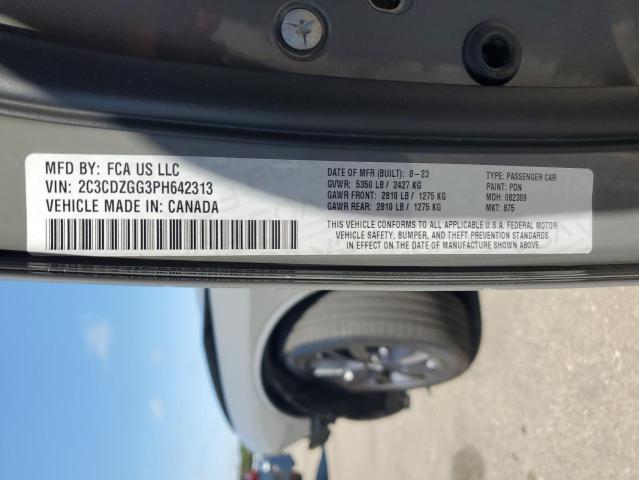 MFD BY: FCA US LLC
VIN: 2C3CDZGG3PH642313
VEHICLE MADE IN: CANADA
DATE OF MFR (BUILT): 8-23
GVWR: 5350 LB / 2427 KG
GAWR FRONT: 2810 LB / 1275 KG
GAWR REAR: 2810 LB / 1275 KG
TYPE: PASSENGER CAR
PAINT: PDN
MDH: 082309
MKT: 875
THIS VEHICLE CONFORMS TO ALL APPLICABLE U.S.A. FEDERAL MOTOR
VEHICLE SAFETY, BUMPER, AND THEFT PREVENTION STANDARDS
IN EFFECT ON THE DATE OF MANUFACTURE SHOWN ABOVE.